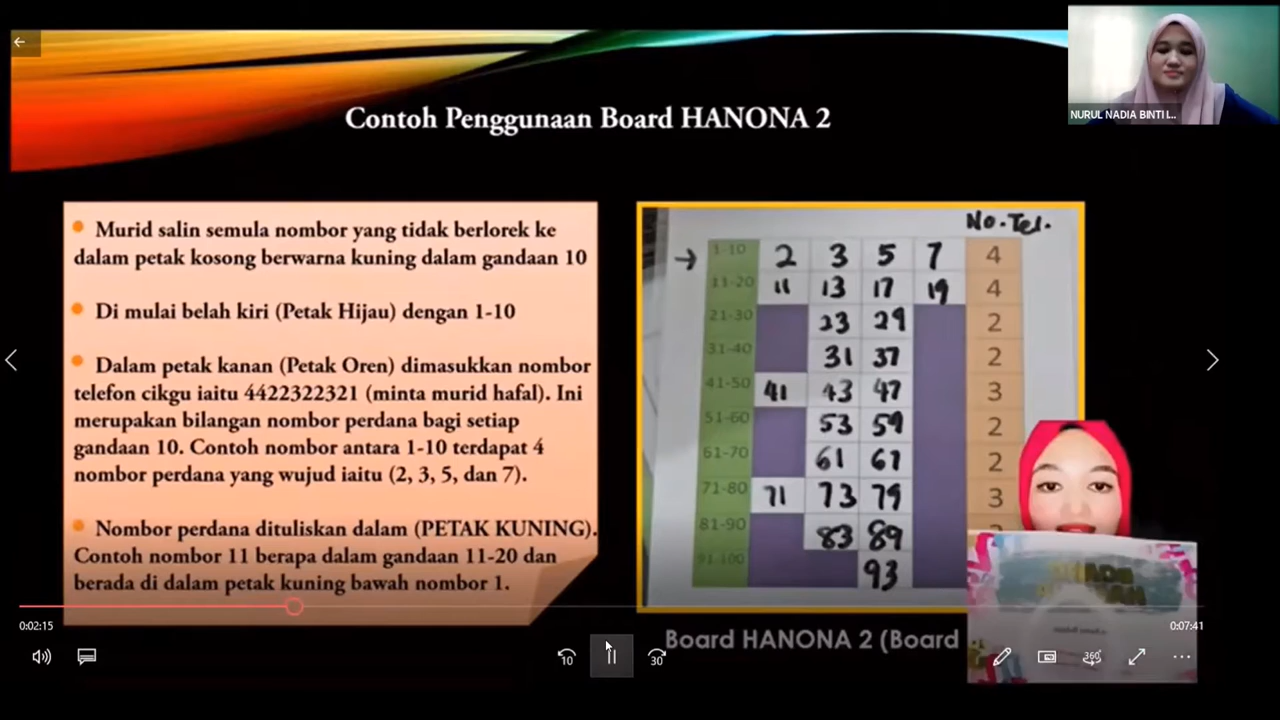 NURUL NADIA BINTI I...
Contoh Penggunaan Board HANONA 2
Murid salin semula nombor yang tidak berlorek ke
dalam petak kosong berwarna kuning dalam gandaan 10
Di mulai belah kiri (Petak Hijau) dengan 1-10
Dalam petak kanan (Petak Oren) dimasukkan nombor
telefon cikgu iaitu 4422322321 (minta murid hafal). Ini
merupakan bilangan nombor perdana bagi setiap
gandaan 10. Contoh nombor antara 1-10 terdapat 4
nombor perdana yang wujud iaitu (2, 3, 5, dan 7).
Nombor perdana dituliskan dalam (PETAK KUNING).
Contoh nombor 11 berapa dalam gandaan 11-20 dan
berada di dalam petak kuning bawah nombor 1.
No. Tel.
→ 1-10 2 3 5 7 4
11-20 11 13 17 19 4
21-30 23 29 2
31-40 31 37 2
41-50 41 43 47 3
51-60 53 59 2
61-70 61 67 2
71-80 71 73 79 3
81-90 83 89
91-100 93
Board HANONA 2 (Board
0:02:15
0:07:41
10
30
360